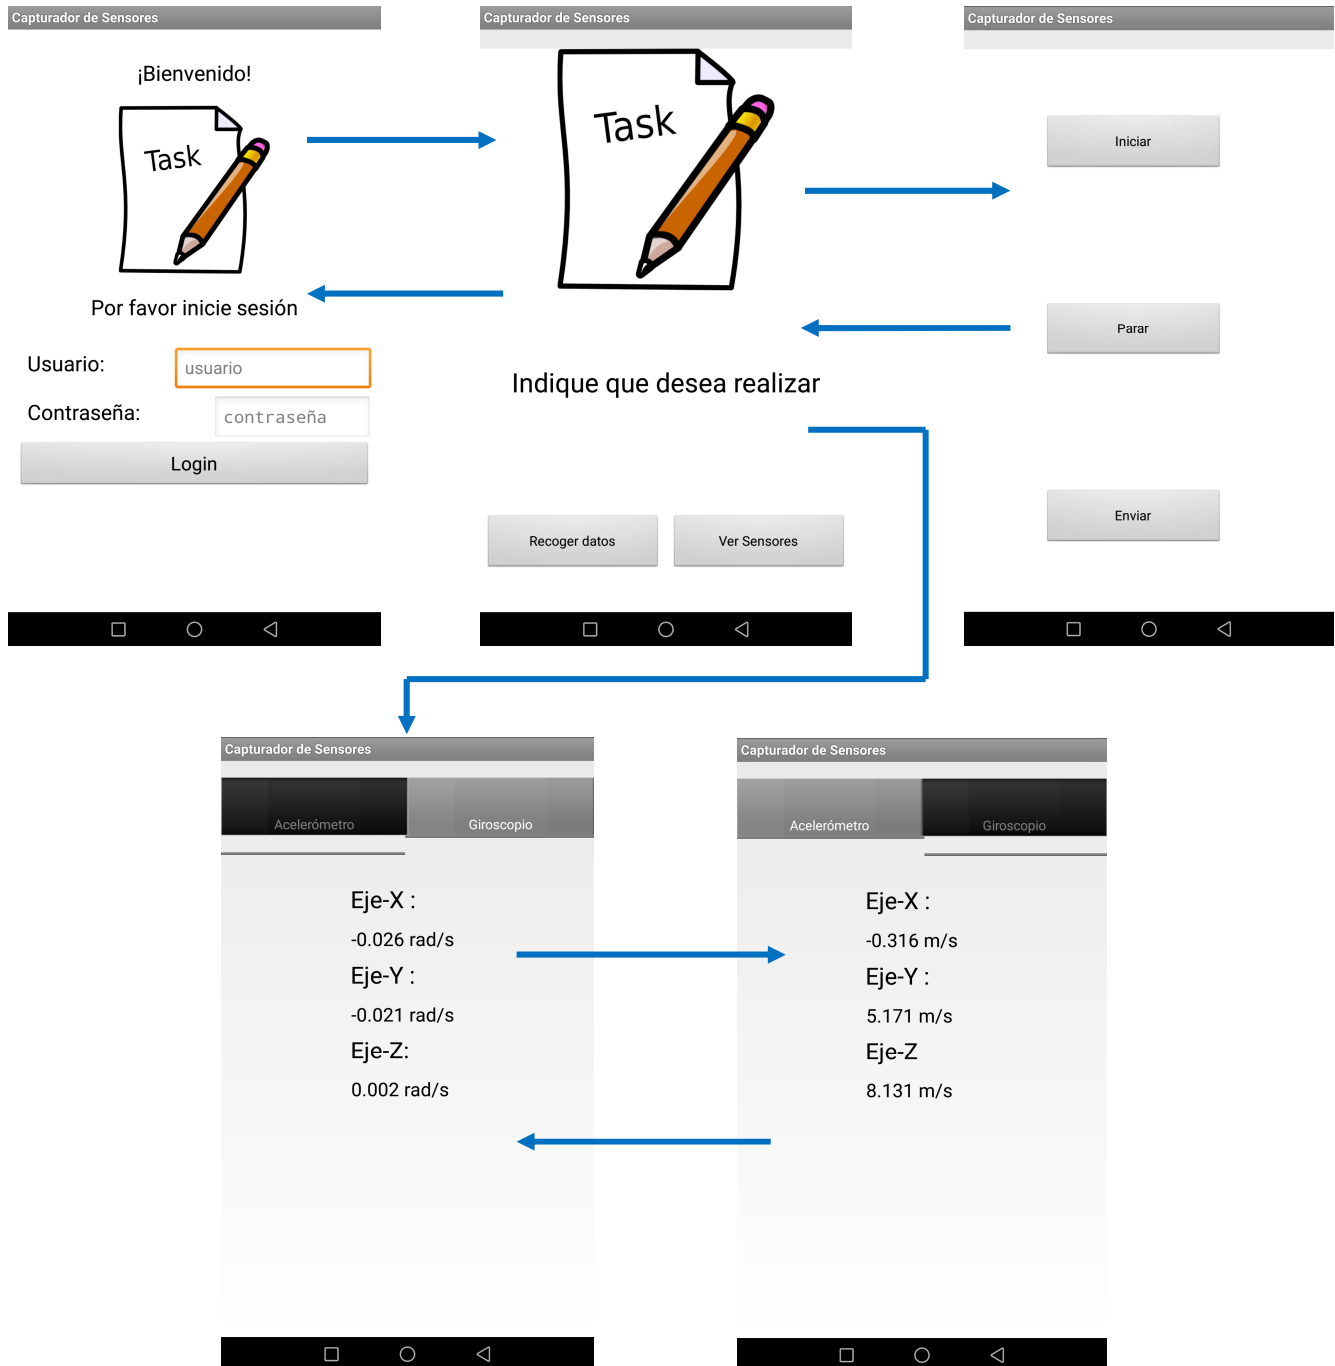 Capturador de Sensores
¡Bienvenido!
Task
Por favor inicie sesión
Usuario:
usuario
Contraseña:
contraseña
Login
Capturador de Sensores
Task
Indique que desea realizar
Recoger datos
Ver Sensores
Capturador de Sensores
Iniciar
Parar
Enviar
Capturador de Sensores
Acelerómetro
Giroscopio
Eje-X :
-0.026 rad/s
Eje-Y :
-0.021 rad/s
Eje-Z:
0.002 rad/s
Capturador de Sensores
Acelerómetro
Giroscopio
Eje-X :
-0.316 m/s
Eje-Y :
5.171 m/s
Eje-Z
8.131 m/s